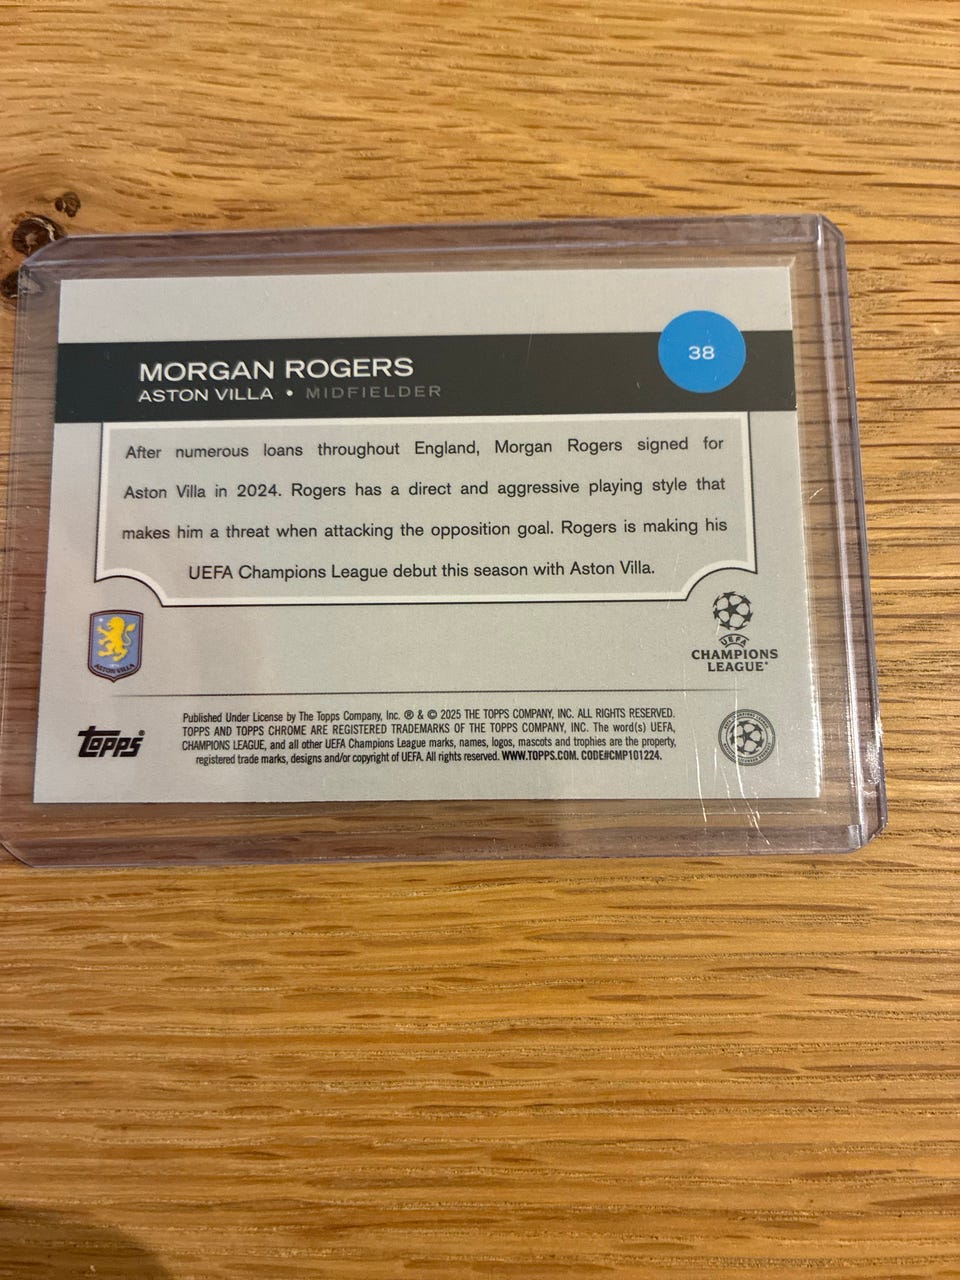 MORGAN ROGERS
38
ASTON VILLA • MIDFIELDER
After numerous loans throughout England, Morgan Rogers signed for
Aston Villa in 2024. Rogers has a direct and aggressive playing style that
makes him a threat when attacking the opposition goal. Rogers is making his
UEFA Champions League debut this season with Aston Villa.
ASTON VILLA
UEFA
CHAMPIONS
LEAGUE®
topps®
Published Under License by The Topps Company, Inc. ® & © 2025 THE TOPPS COMPANY, INC. ALL RIGHTS RESERVED.
TOPPS AND TOPPS CHROME ARE REGISTERED TRADEMARKS OF THE TOPPS COMPANY, INC. The word(s) UEFA,
CHAMPIONS LEAGUE, and all other UEFA Champions League marks, names, logos, mascots and trophies are the property,
registered trade marks, designs and/or copyright of UEFA. All rights reserved. WWW.TOPPS.COM. CODE#CMP101224.